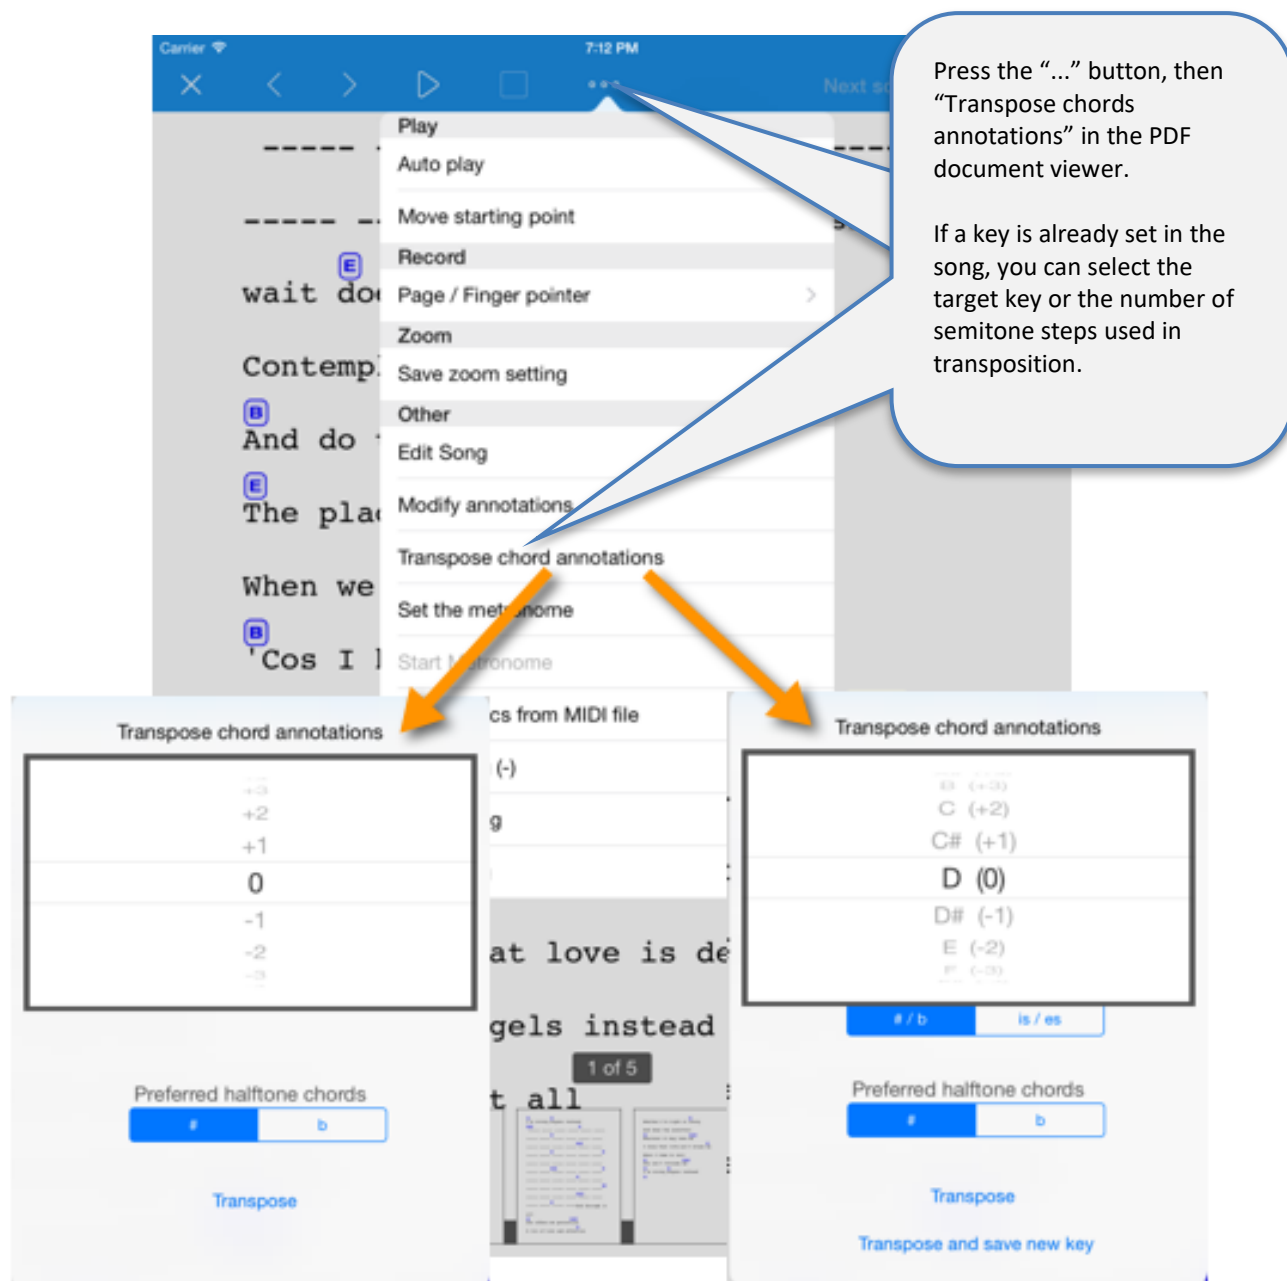 Carrier
7:12 PM
Next s
Press the “...” button, then
“Transpose chords
annotations” in the PDF
document viewer.
If a key is already set in the
song, you can select the
target key or the number of
semitone steps used in
transposition.
Play
Auto play
Move starting point
Record
E
wait do
Page / Finger pointer
Zoom
Contemp
Save zoom setting
B
Other
And do
Edit Song
E
The pla
Modify annotations
Transpose chord annotations
When we
Set the metronome
B
'Cos I
Start Metronome
cs from MIDI file
(-)
g
Transpose chord annotations
+3
+2
+1
0
-1
-2
-3
Preferred halftone chords
# b
Transpose
at love is de
gels instead
1 of 5
t all
Transpose chord annotations
B (+3)
C (+2)
C# (+1)
D (0)
D# (-1)
E (-2)
F (-3)
# / b is / es
Preferred halftone chords
# b
Transpose
Transpose and save new key